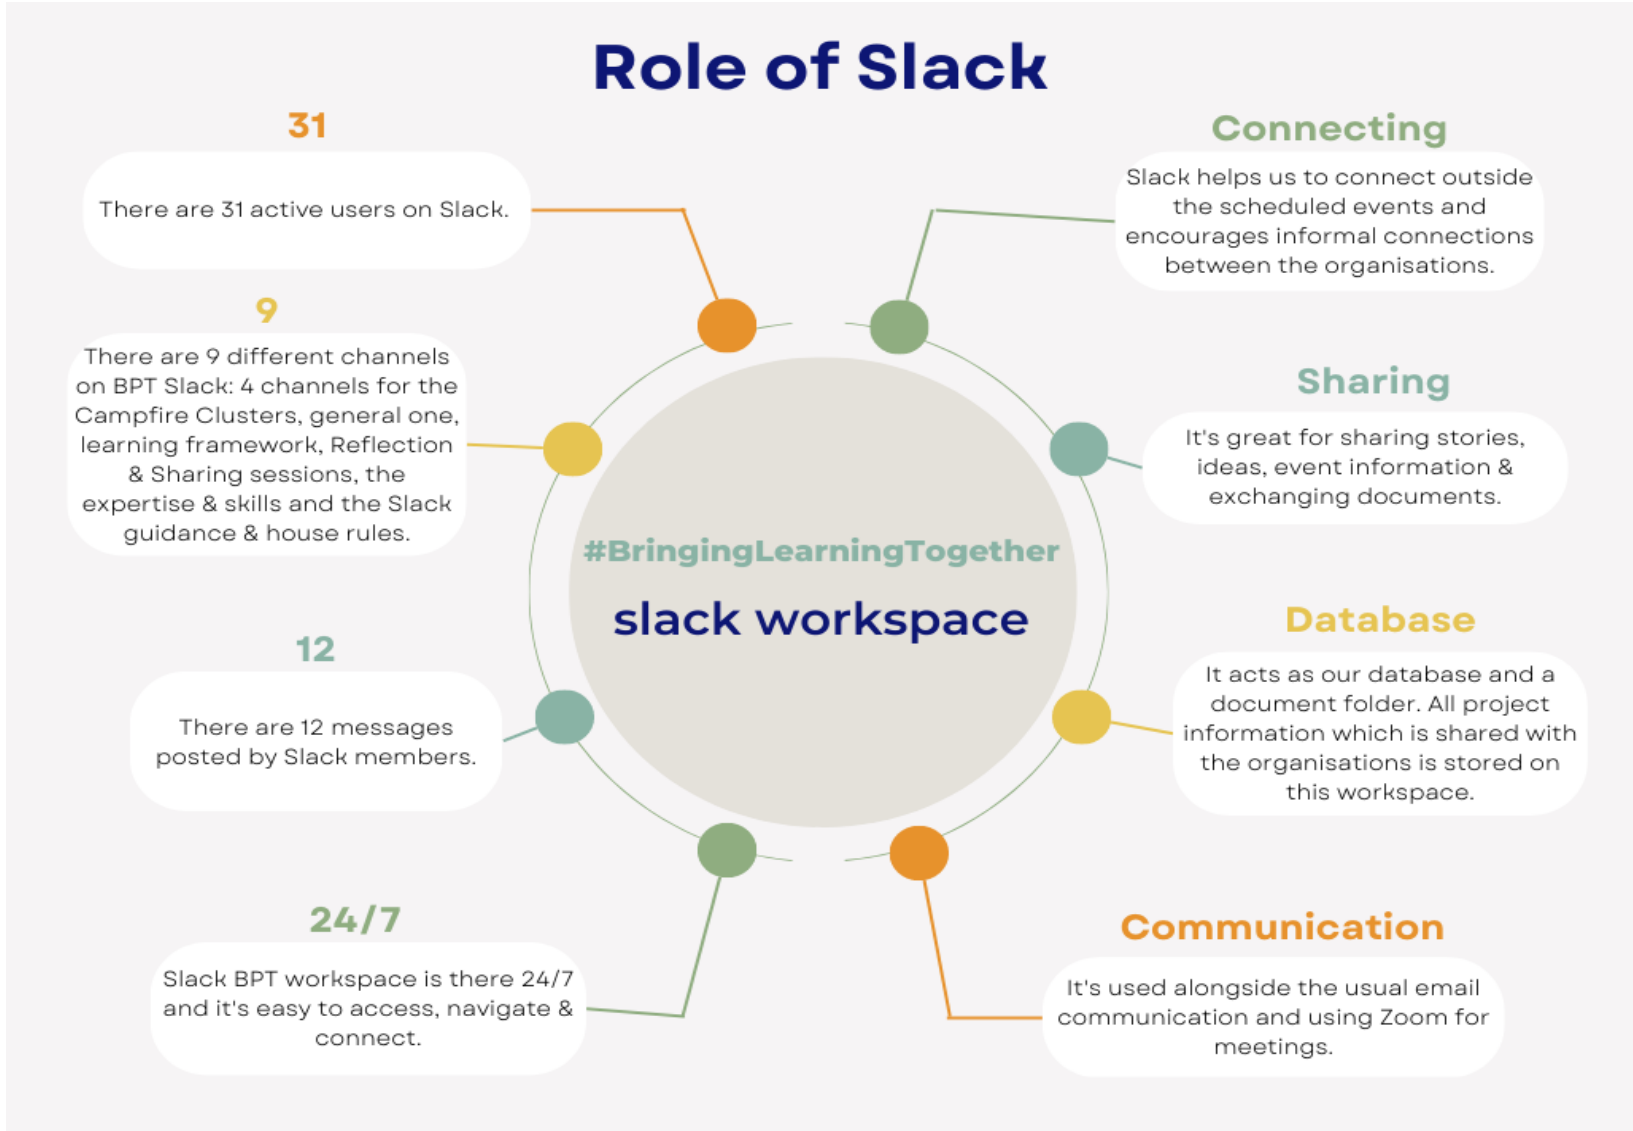 Role of Slack
31
There are 31 active users on Slack.
9
There are 9 different channels
on BPT Slack: 4 channels for the
Campfire Clusters, general one,
learning framework, Reflection
& Sharing sessions, the
expertise & skills and the Slack
guidance & house rules.
12
There are 12 messages
posted by Slack members.
24/7
Slack BPT workspace is there 24/7
and it's easy to access, navigate &
connect.
#BringingLearningTogether
slack workspace
Connecting
Slack helps us to connect outside
the scheduled events and
encourages informal connections
between the organisations.
Sharing
It's great for sharing stories,
ideas, event information &
exchanging documents.
Database
It acts as our database and a
document folder. All project
information which is shared with
the organisations is stored on
this workspace.
Communication
It's used alongside the usual email
communication and using Zoom for
meetings.